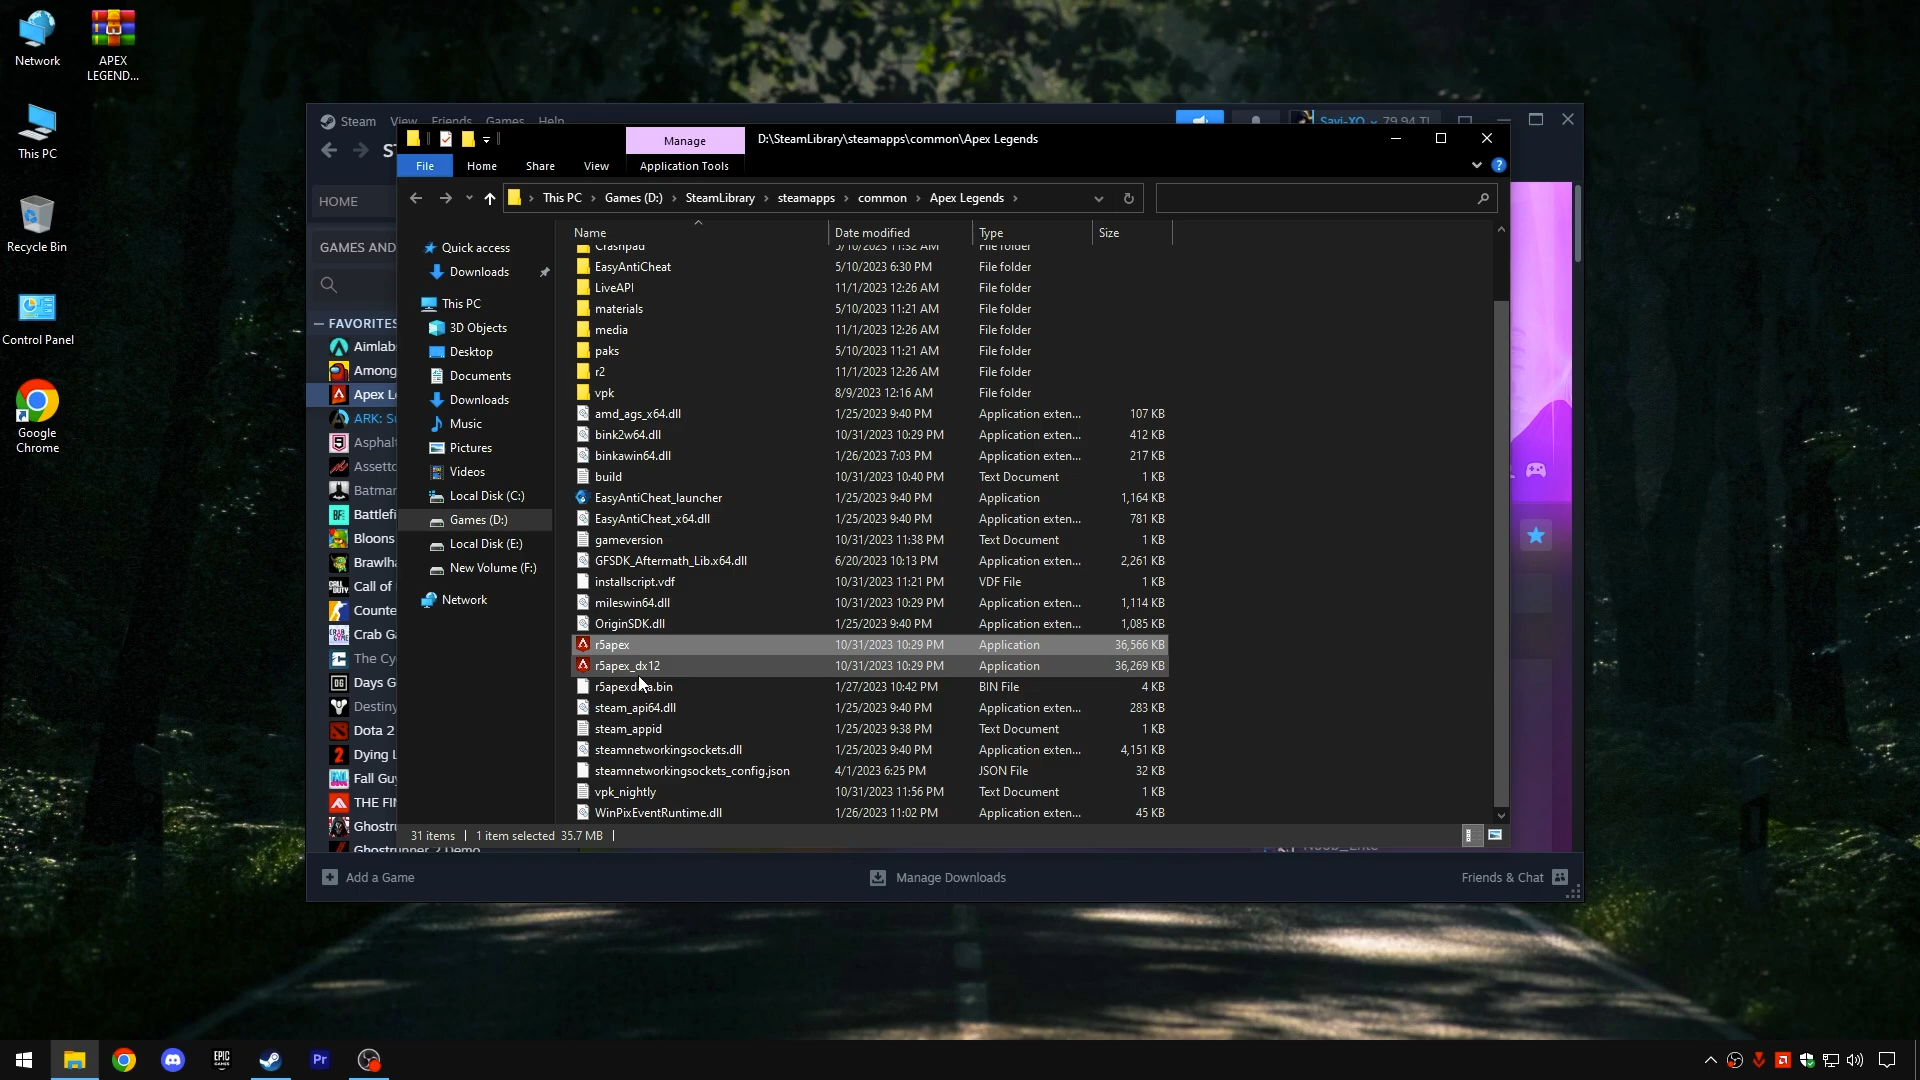 Network
APEX
LEGEND...
This PC
Recycle Bin
Control Panel
Google
Chrome
Steam View Friends Games Help
Savi-XO 79,94 TL
HOME
GAMES AND
FAVORITES
Aimlab
Among
Apex Le
ARK: Su
Asphalt
Assetto
Batman
Battlefi
Bloons
Brawlha
Call of
Counte
Crab Ga
The Cy
Days G
Destiny
Dota 2
Dying L
Fall Guy
THE FIN
Ghostru
Ghostrunner 2 Demo
Manage
D:\SteamLibrary\steamapps\common\Apex Legends
File Home Share View Application Tools
This PC Games (D:) SteamLibrary steamapps common Apex Legends
Quick access
Downloads
This PC
3D Objects
Desktop
Documents
Downloads
Music
Pictures
Videos
Local Disk (C:)
Games (D:)
Local Disk (E:)
New Volume (F:)
Network
Name Date modified Type Size
Crashpad 5/10/2023 11:52 AM File folder
EasyAntiCheat 5/10/2023 6:30 PM File folder
LiveAPI 11/1/2023 12:26 AM File folder
materials 5/10/2023 11:21 AM File folder
media 11/1/2023 12:26 AM File folder
paks 5/10/2023 11:21 AM File folder
r2 11/1/2023 12:26 AM File folder
vpk 8/9/2023 12:16 AM File folder
amd_ags_x64.dll 1/25/2023 9:40 PM Application exten... 107 KB
bink2w64.dll 10/31/2023 10:29 PM Application exten... 412 KB
binkawin64.dll 1/26/2023 7:03 PM Application exten... 217 KB
build 10/31/2023 10:40 PM Text Document 1 KB
EasyAntiCheat_launcher 1/25/2023 9:40 PM Application 1,164 KB
EasyAntiCheat_x64.dll 1/25/2023 9:40 PM Application exten... 781 KB
gameversion 10/31/2023 11:38 PM Text Document 1 KB
GFSDK_Aftermath_Lib.x64.dll 6/20/2023 10:13 PM Application exten... 2,261 KB
installscript.vdf 10/31/2023 11:21 PM VDF File 1 KB
mileswin64.dll 10/31/2023 10:29 PM Application exten... 1,114 KB
OriginSDK.dll 1/25/2023 9:40 PM Application exten... 1,085 KB
r5apex 10/31/2023 10:29 PM Application 36,566 KB
r5apex_dx12 10/31/2023 10:29 PM Application 36,269 KB
r5apexdata.bin 1/27/2023 10:42 PM BIN File 4 KB
steam_api64.dll 1/25/2023 9:40 PM Application exten... 283 KB
steam_appid 1/25/2023 9:38 PM Text Document 1 KB
steamnetworkingsockets.dll 1/25/2023 9:40 PM Application exten... 4,151 KB
steamnetworkingsockets_config.json 4/1/2023 6:25 PM JSON File 32 KB
vpk_nightly 10/31/2023 11:56 PM Text Document 1 KB
WinPixEventRuntime.dll 1/26/2023 11:02 PM Application exten... 45 KB
31 items 1 item selected 35.7 MB
Add a Game
Manage Downloads
Friends & Chat
EPIC
GAMES
Pr